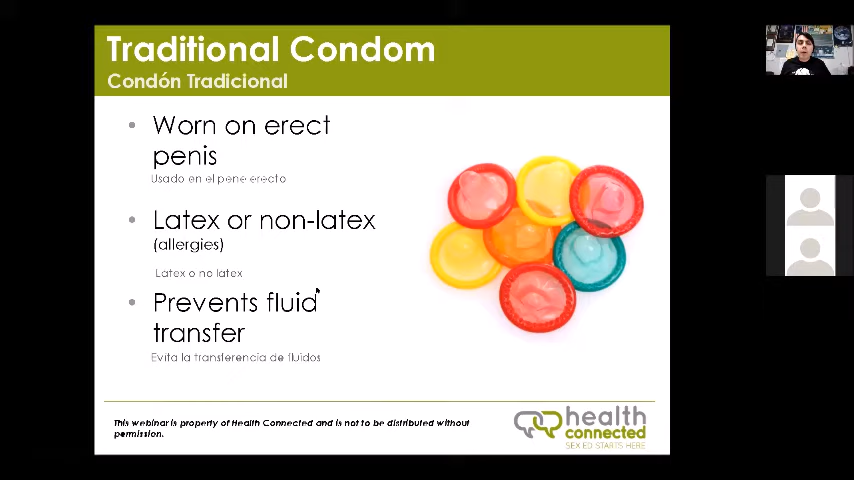 Traditional Condom
Condón Tradicional
• Worn on erect
penis
Usado en el pene erecto
• Latex or non-latex
(allergies)
Látex o no latex
• Prevents fluid
transfer
Evita la transferencia de fluidos
This webinar is property of Health Connected and is not to be distributed without
permission.
health
connected
SEX ED STARTS HERE